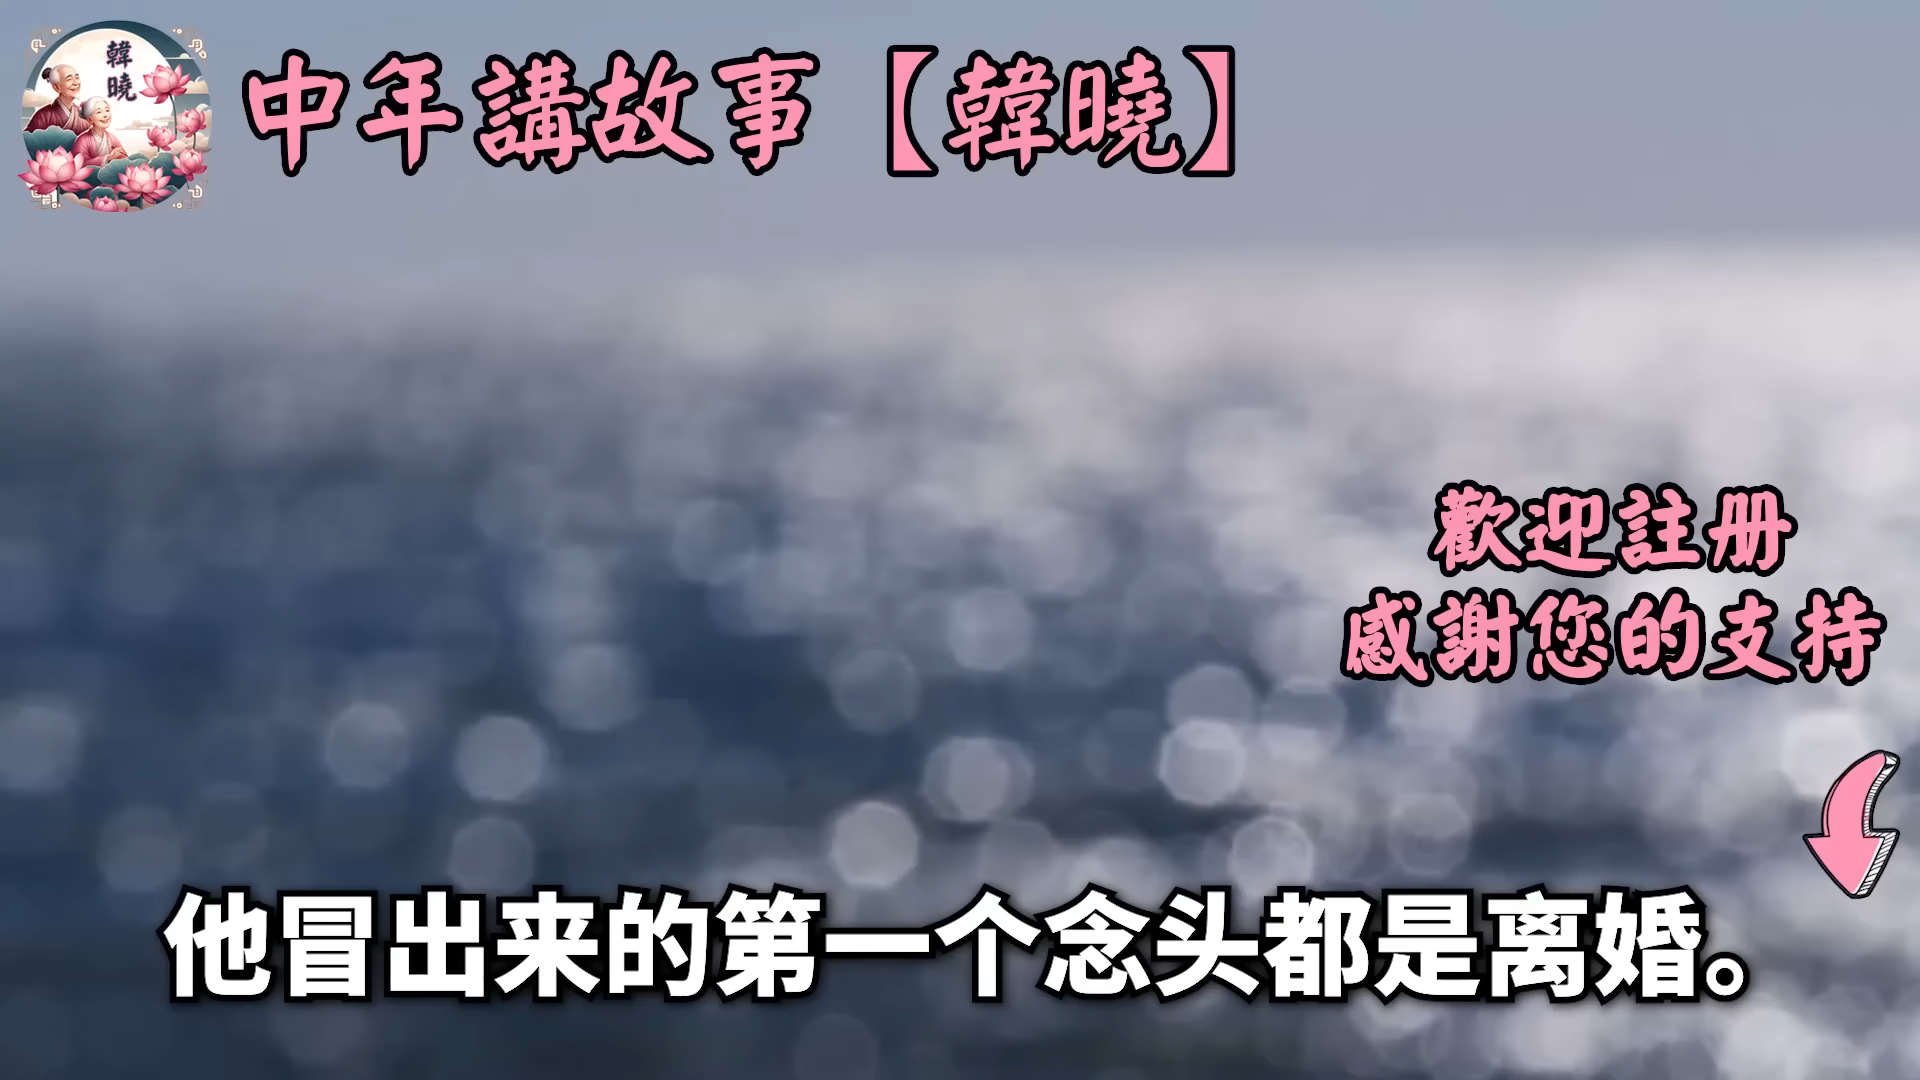 韓曉
中年講故事【韓曉】
歡迎註册
感謝您的支持
他冒出来的第一个念头都是离婚。